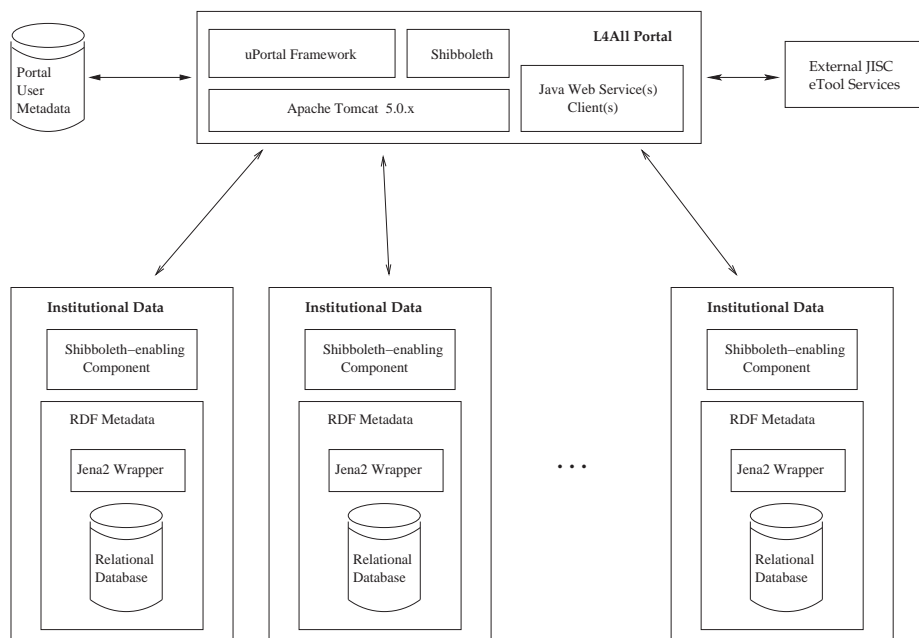 L4All Portal
Portal
User
Metadata
uPortal Framework
Shibboleth
Apache Tomcat 5.0.x
Java Web Service(s)
Client(s)
External JISC
eTool Services
Institutional Data
Shibboleth−enabling
Component
RDF Metadata
Jena2 Wrapper
Relational
Database
Institutional Data
Shibboleth−enabling
Component
RDF Metadata
Jena2 Wrapper
Relational
Database
...
Institutional Data
Shibboleth−enabling
Component
RDF Metadata
Jena2 Wrapper
Relational
Database